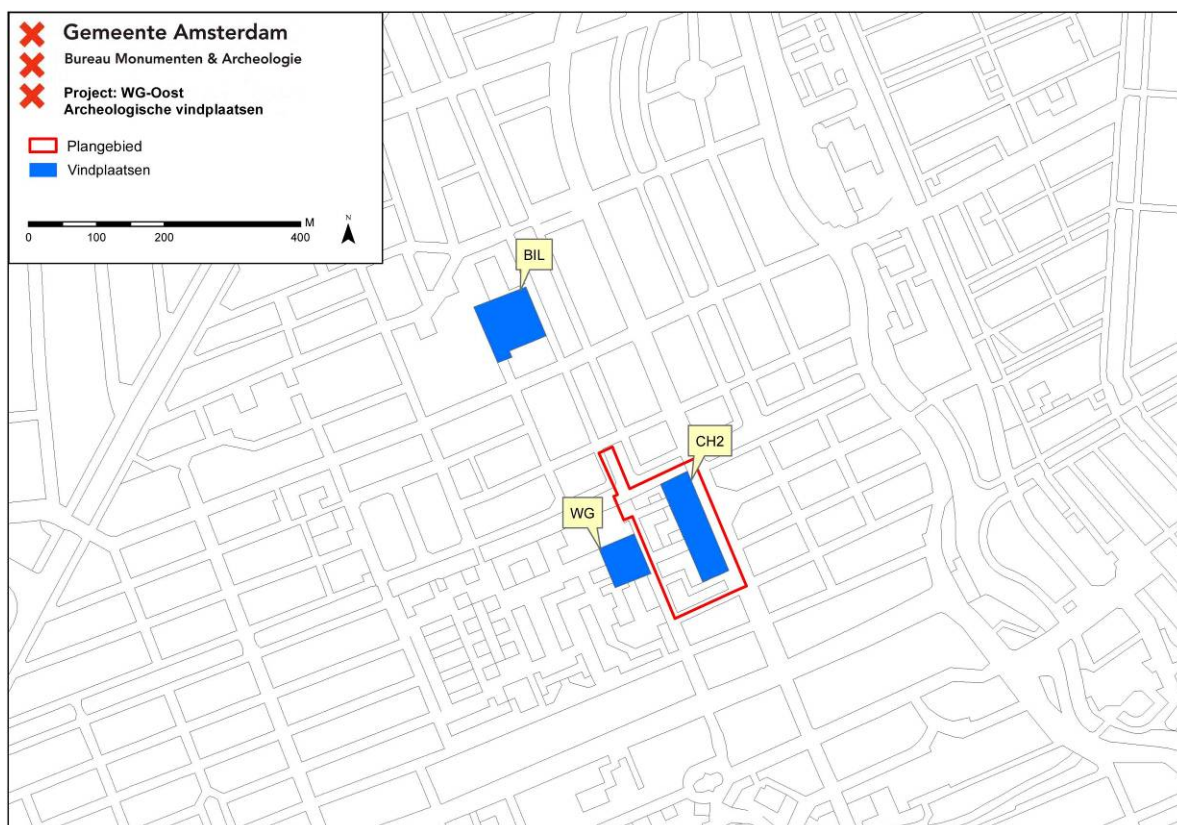 Gemeente Amsterdam
Bureau Monumenten & Archeologie
Project: WG-Oost
Archeologische vindplaatsen
Plangebied
Vindplaatsen
M
0 100 200 400
N
BIL
CH2
WG